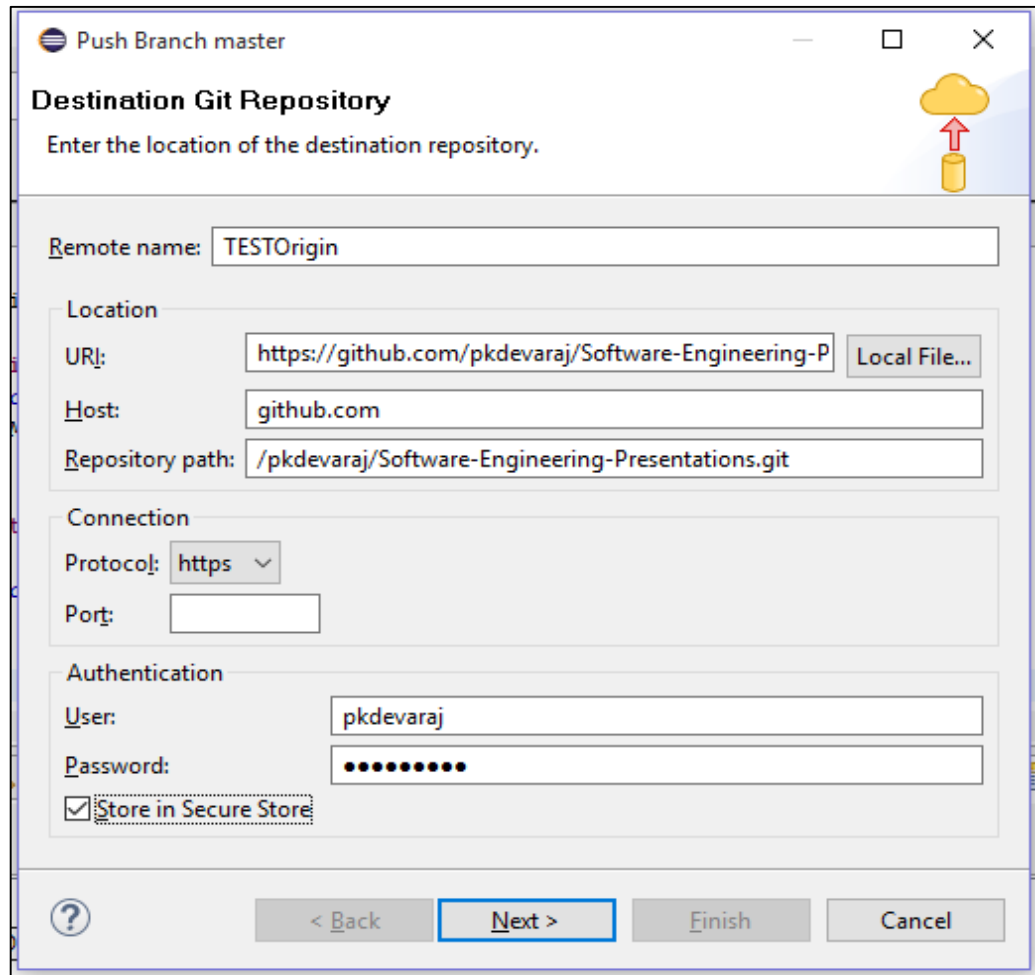 Push Branch master
Destination Git Repository
Enter the location of the destination repository.
Remote name: TESTOrigin
Location
URI: https://github.com/pkdevaraj/Software-Engineering-P Local File...
Host: github.com
Repository path: /pkdevaraj/Software-Engineering-Presentations.git
Connection
Protocol: https
Port:
Authentication
User: pkdevaraj
Password: •••••••••
Store in Secure Store
? < Back Next > Finish Cancel